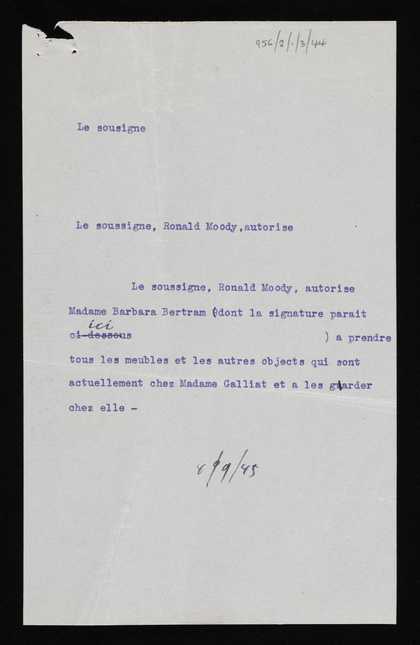 956/2/1/3/44
Le sousigne
Le soussigne, Ronald Moody,autorise
Le soussigne, Ronald Moody, autorise
Madame Barbara Bertram (dont la signature parait
ici
ci-dessous ) a prendre
tous les meubles et les autres objects qui sont
actuellement chez Madame Galliat et a les garder
chez elle -
/9/45